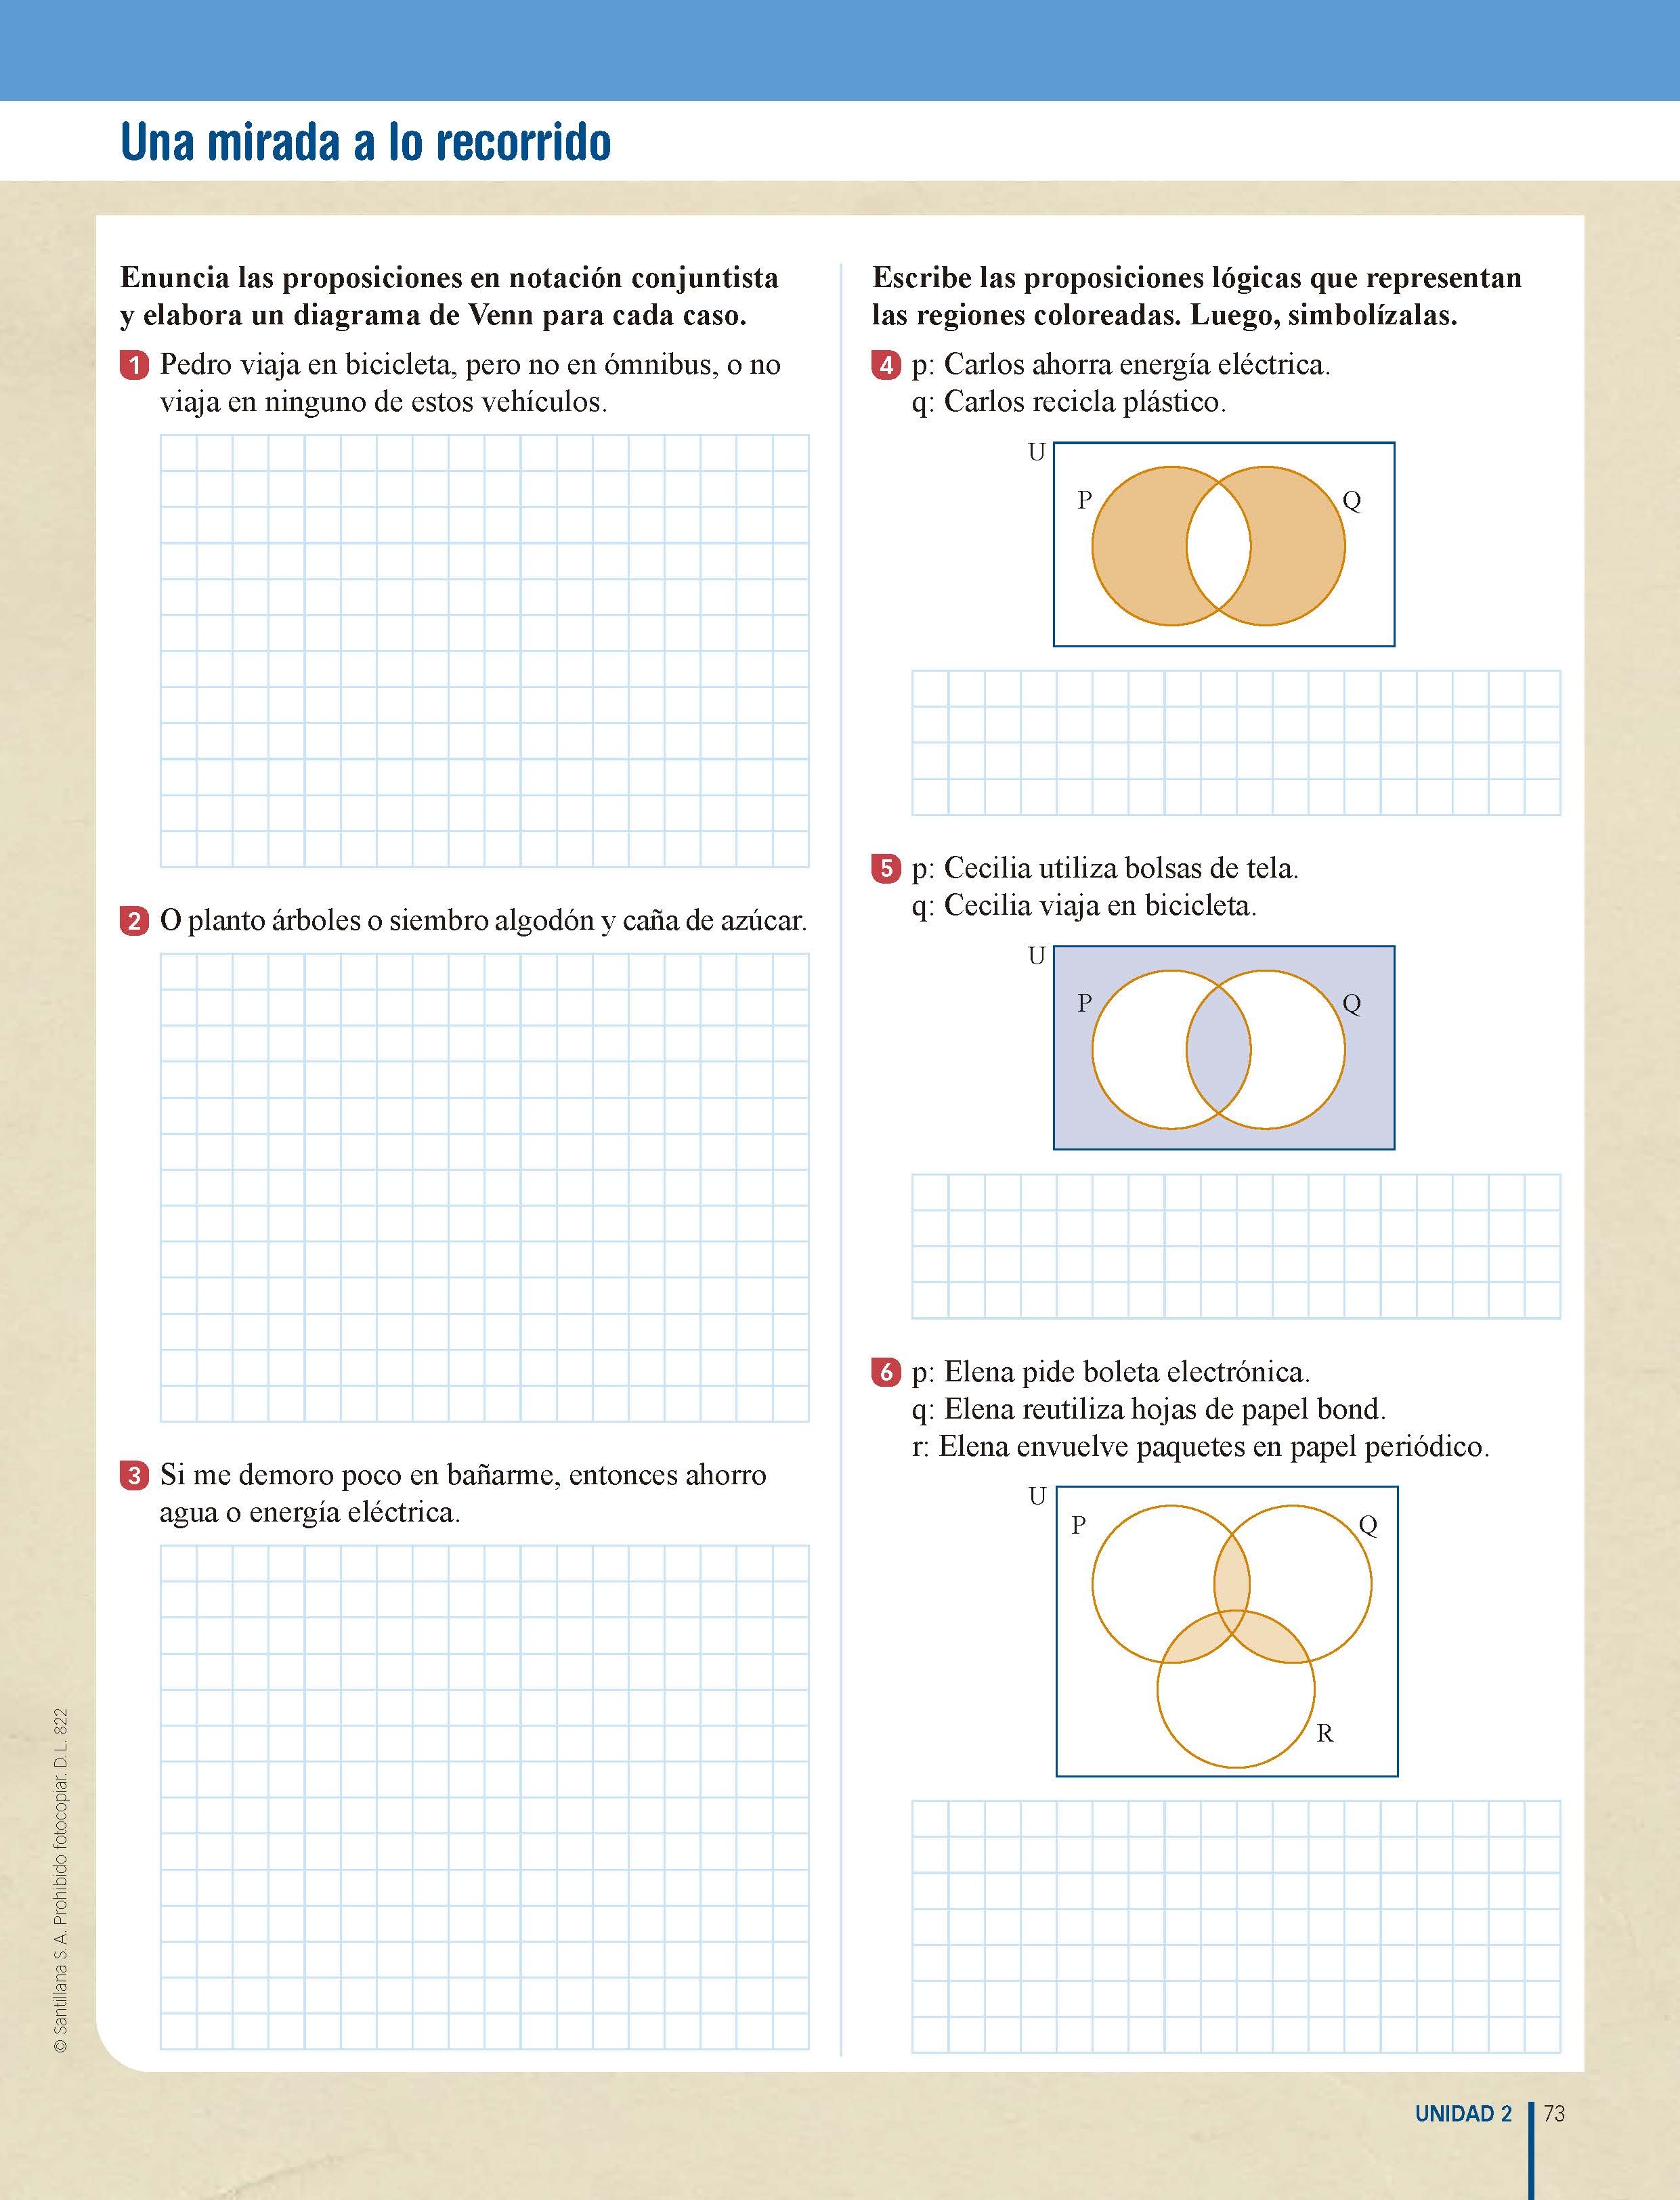 Una mirada a lo recorrido
Enuncia las proposiciones en notación conjuntista
y elabora un diagrama de Venn para cada caso.
1 Pedro viaja en bicicleta, pero no en ómnibus, o no
viaja en ninguno de estos vehículos.
2 O planto árboles o siembro algodón y caña de azúcar.
3 Si me demoro poco en bañarme, entonces ahorro
agua o energía eléctrica.
Escribe las proposiciones lógicas que representan
las regiones coloreadas. Luego, simbolízalas.
4 p: Carlos ahorra energía eléctrica.
q: Carlos recicla plástico.
U
P
Q
5 p: Cecilia utiliza bolsas de tela.
q: Cecilia viaja en bicicleta.
U
P
Q
6 p: Elena pide boleta electrónica.
q: Elena reutiliza hojas de papel bond.
r: Elena envuelve paquetes en papel periódico.
U
P
Q
R
© Santillana S. A. Prohibido fotocopiar. D. L. 822
UNIDAD 2 73